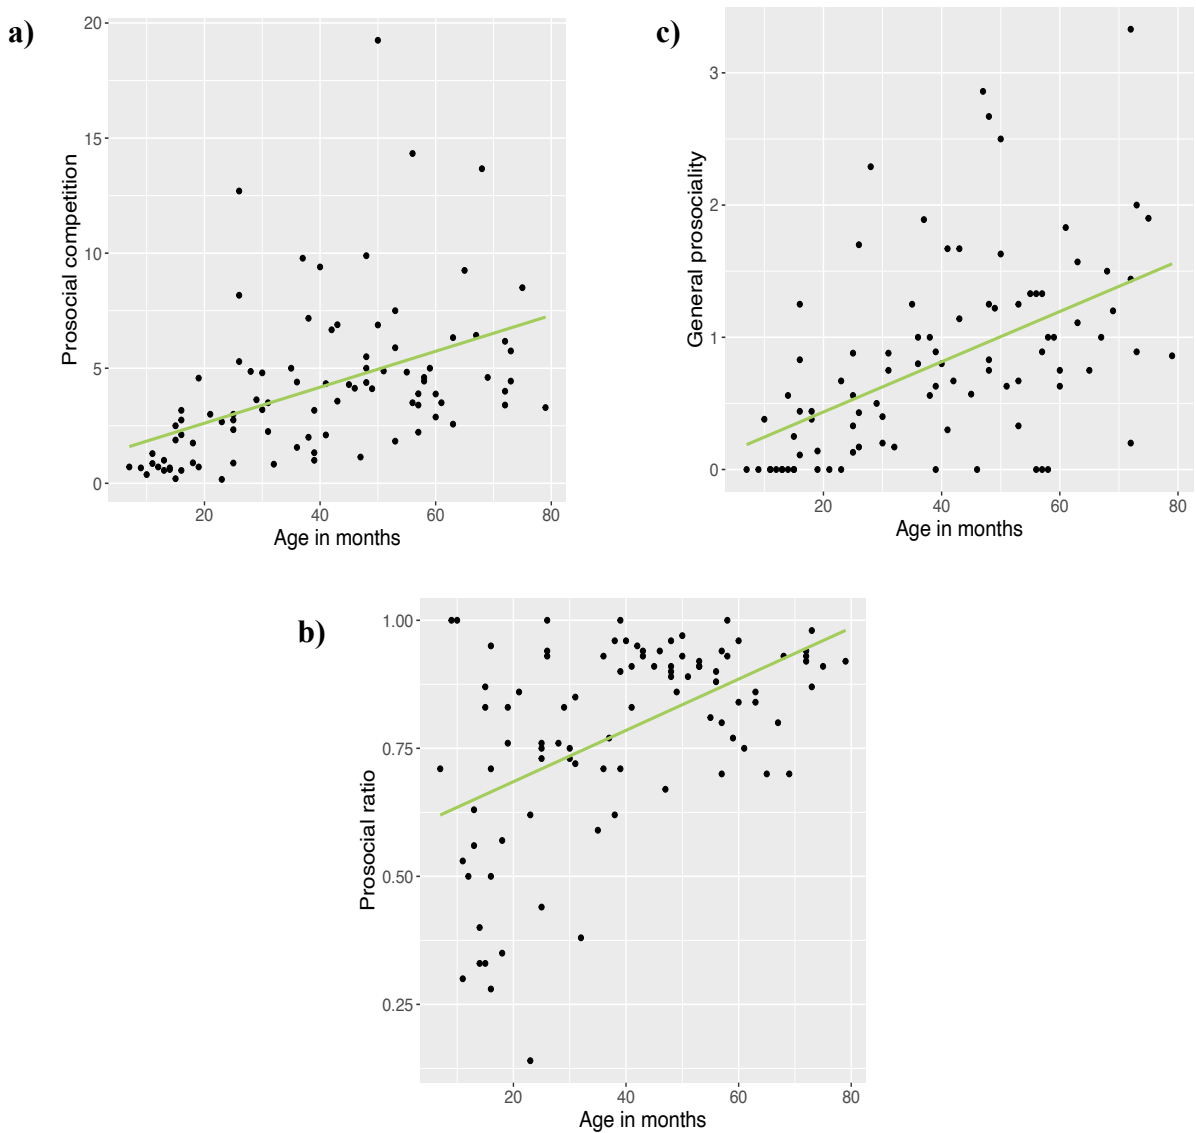 a)
Prosocial competition
20
15
10
5
0
20 40 60 80
Age in months
c)
General prosociality
3
2
1
0
20 40 60 80
Age in months
b)
Prosocial ratio
1.00
0.75
0.50
0.25
20 40 60 80
Age in months